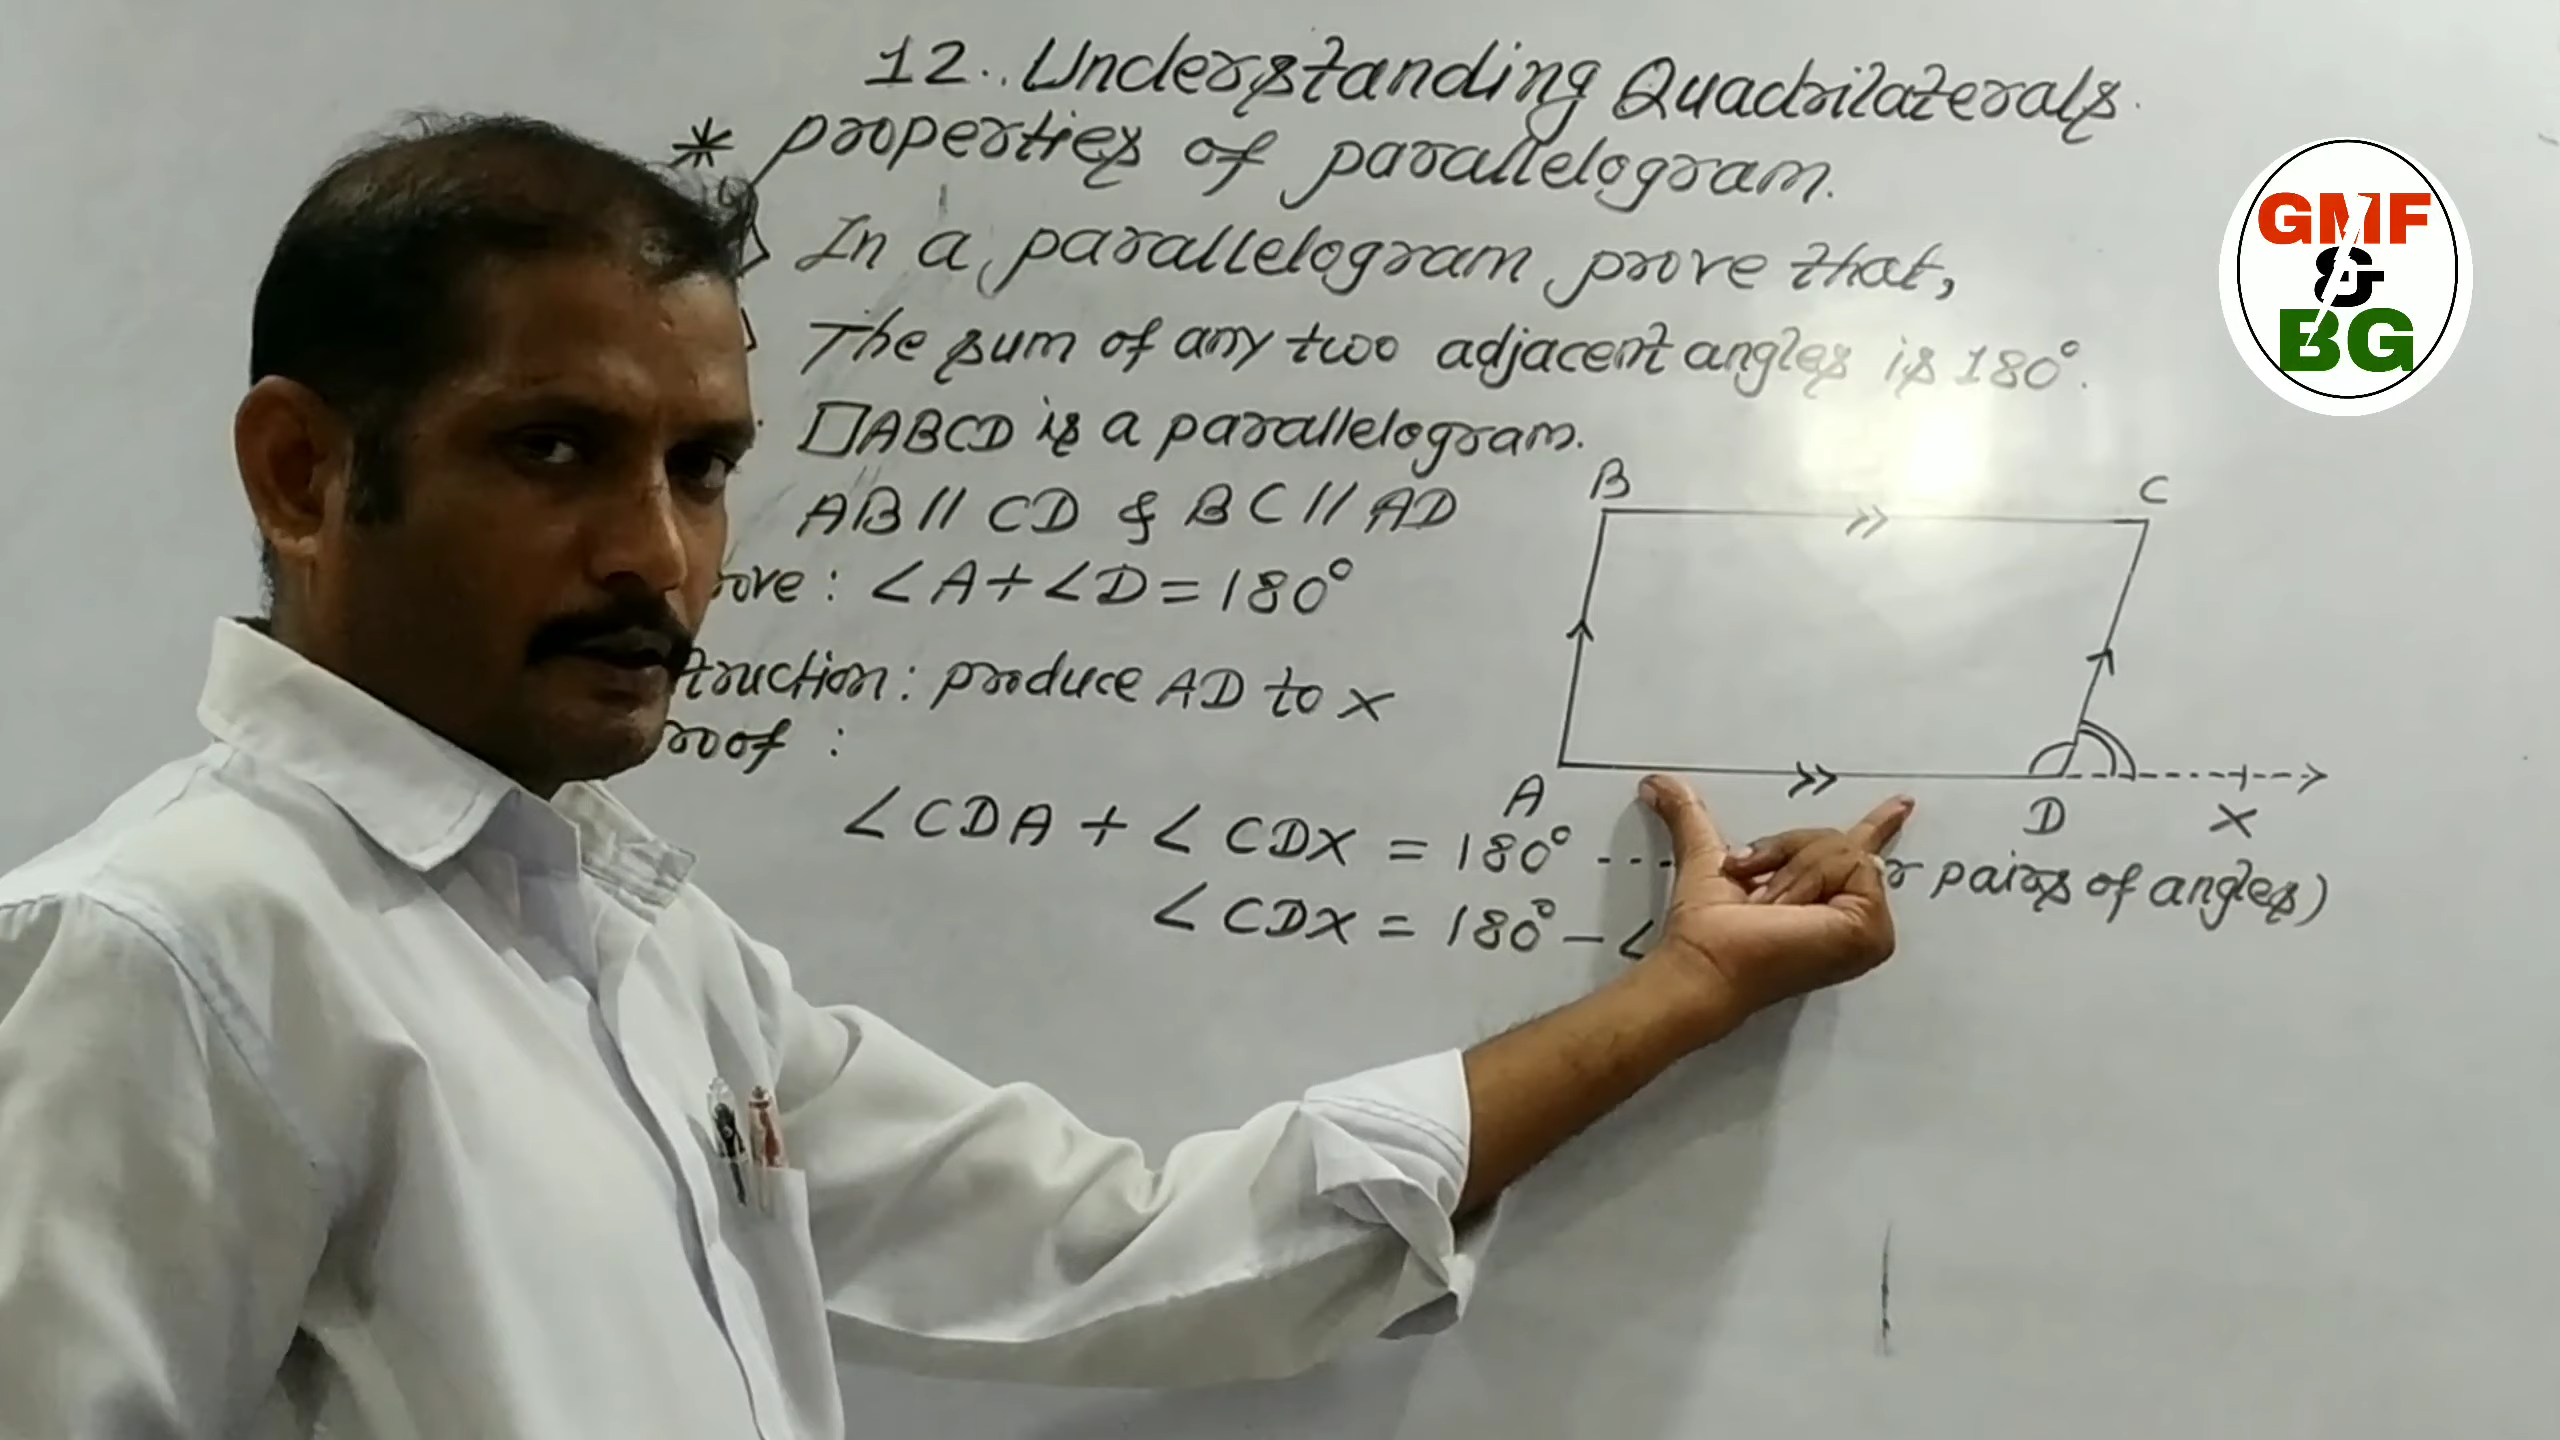 12. Understanding Quadrilaterals.
* properties of parallelogram.
In a parallelogram, prove that,
The sum of any two adjacent angles is 180°.
□ABCD is a parallelogram.
AB // CD & BC // AD
rove: ∠A+∠D=180°
truction: produce AD to x
roof :
∠CDA + ∠CDX = 180° ---- r pairs of angles)
∠CDX = 180° - ∠
B
C
A
D
X
GMF
&
BG